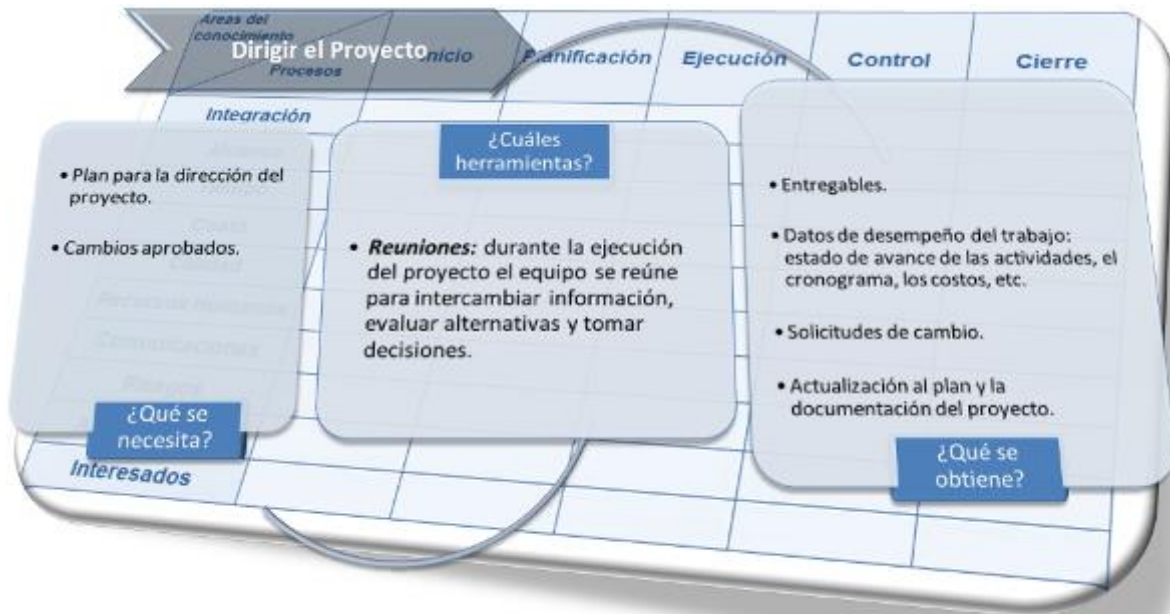 Areas del
conocimiento
Procesos
Dirigir el Proyecto
Inicio
Planificación
Ejecución
Control
Cierre
Integración
• Plan para la dirección del
proyecto.
• Cambios aprobados.
Recursos Humanos
Comunicaciones
¿Qué se
necesita?
Interesados
¿Cuáles
herramientas?
• Reuniones: durante la ejecución
del proyecto el equipo se reúne
para intercambiar información,
evaluar alternativas y tomar
decisiones.
• Entregables.
• Datos de desempeño del trabajo:
estado de avance de las actividades, el
cronograma, los costos, etc.
• Solicitudes de cambio.
• Actualización al plan y la
documentación del proyecto.
¿Qué se
obtiene?